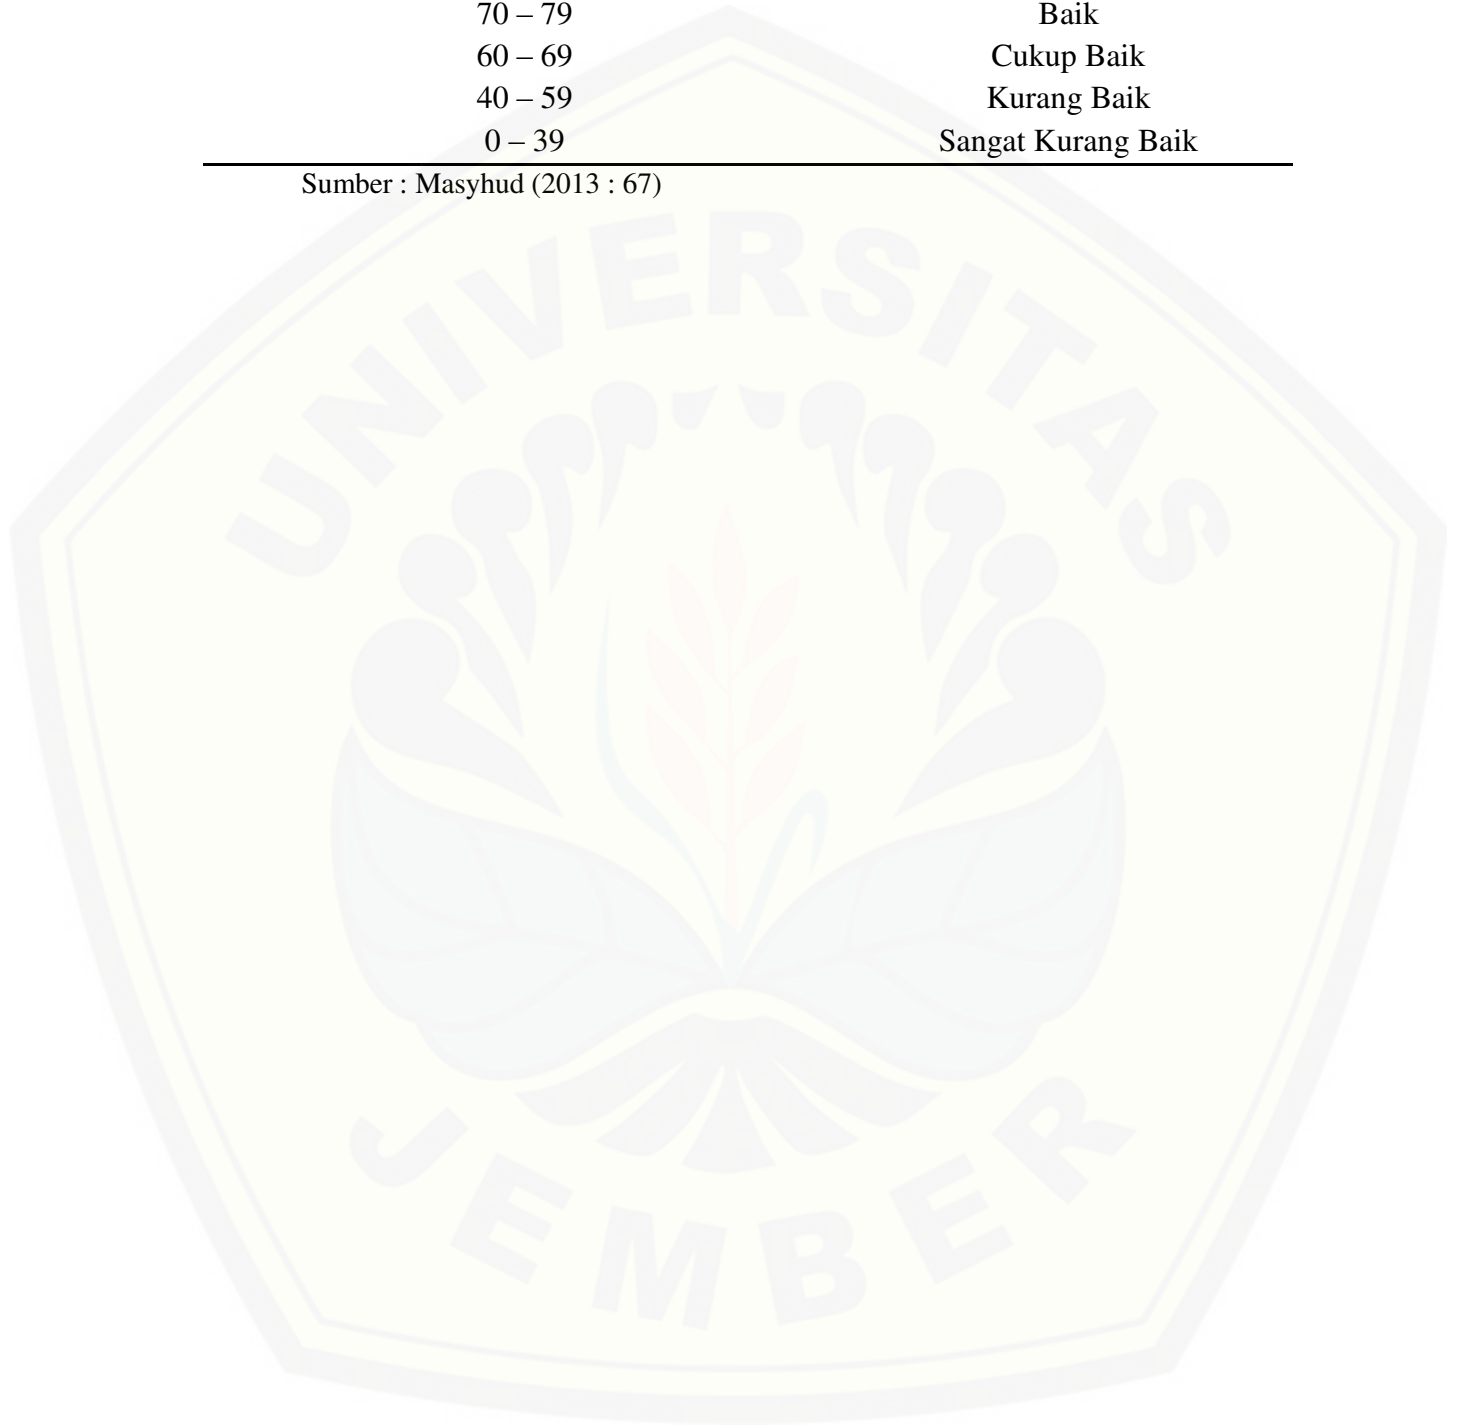 70 – 79 Baik
60 – 69 Cukup Baik
40 – 59 Kurang Baik
0 – 39 Sangat Kurang Baik
Sumber : Masyhud (2013 : 67)
UNIVERSITAS
JEMBER